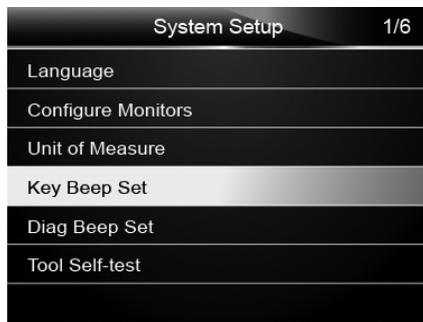 System Setup 1/6
Language
Configure Monitors
Unit of Measure
Key Beep Set
Diag Beep Set
Tool Self-test